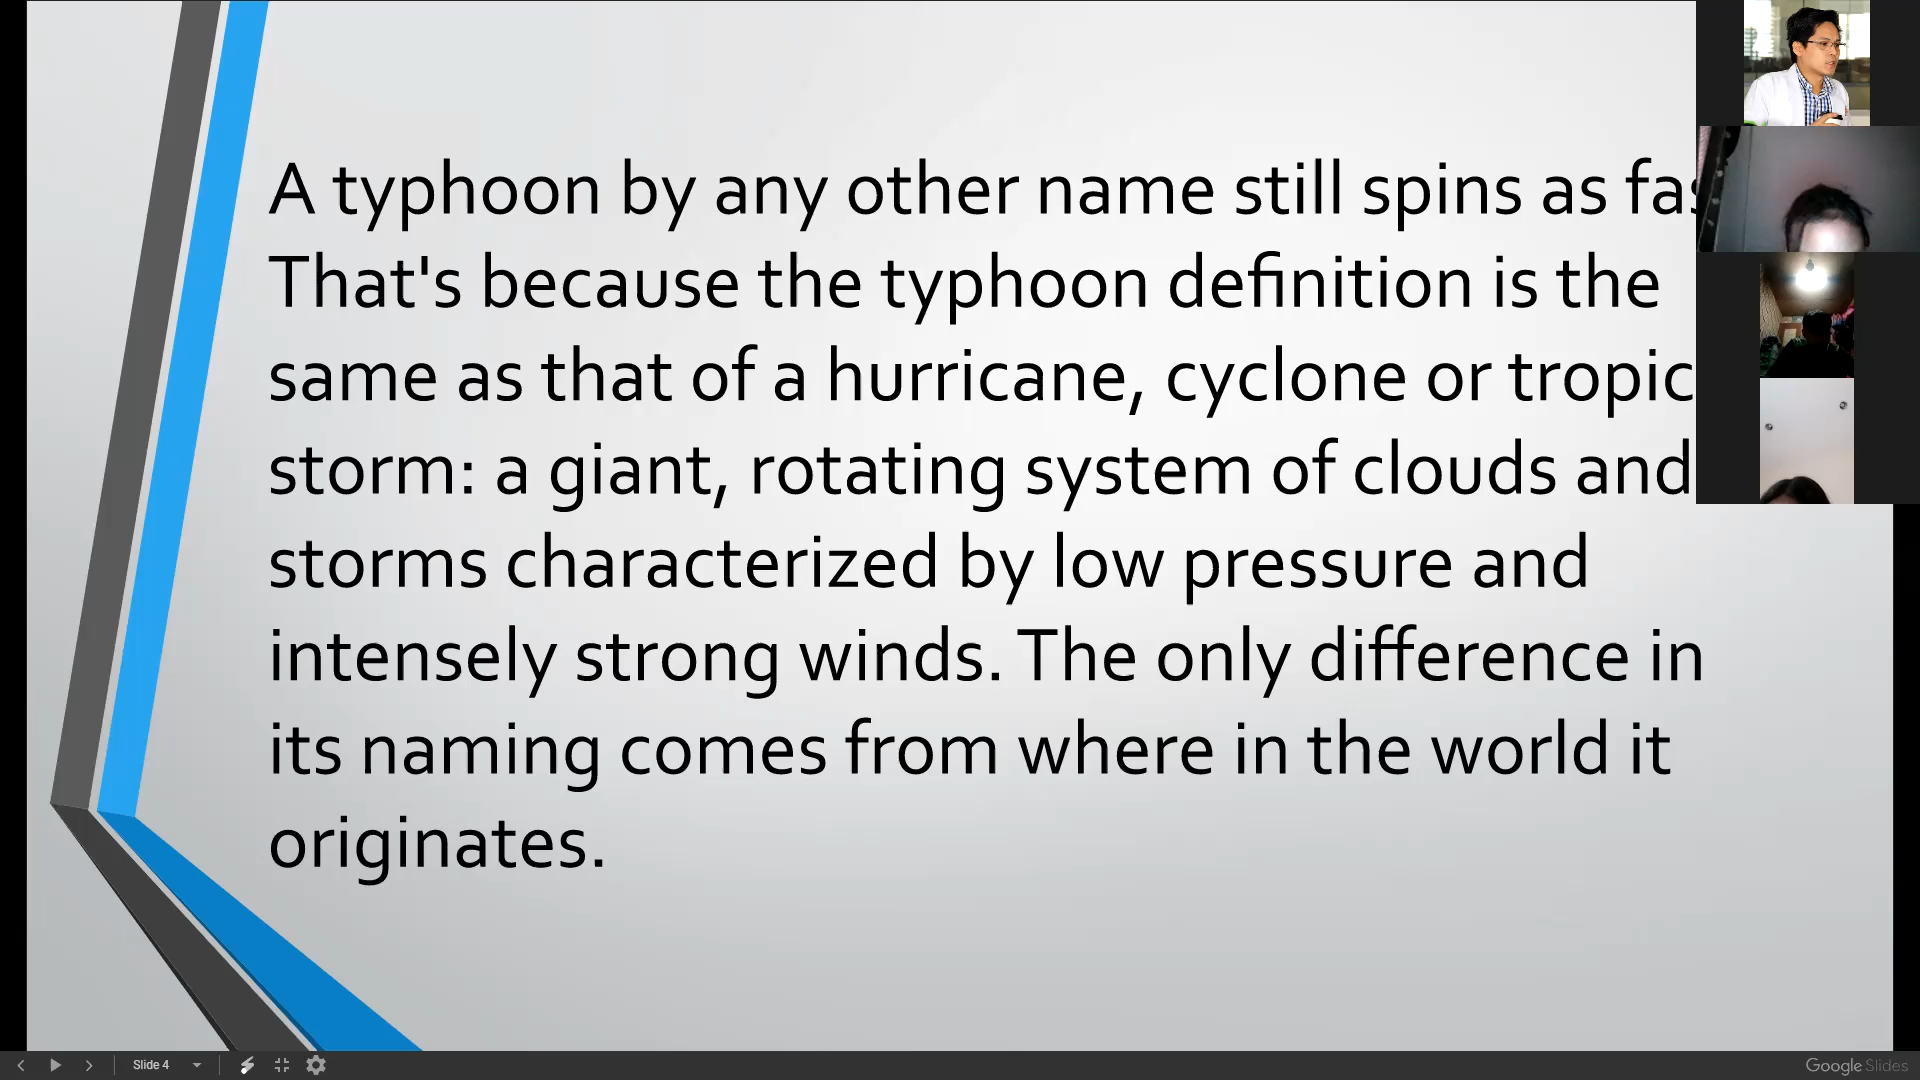 A typhoon by any other name still spins as
That's because the typhoon definition is the
same as that of a hurricane, cyclone or
storm: a giant, rotating system of clouds and
storms characterized by low pressure and
intensely strong winds. The only difference in
its naming comes from where in the world it
originates.
Slide 4
Google Slides